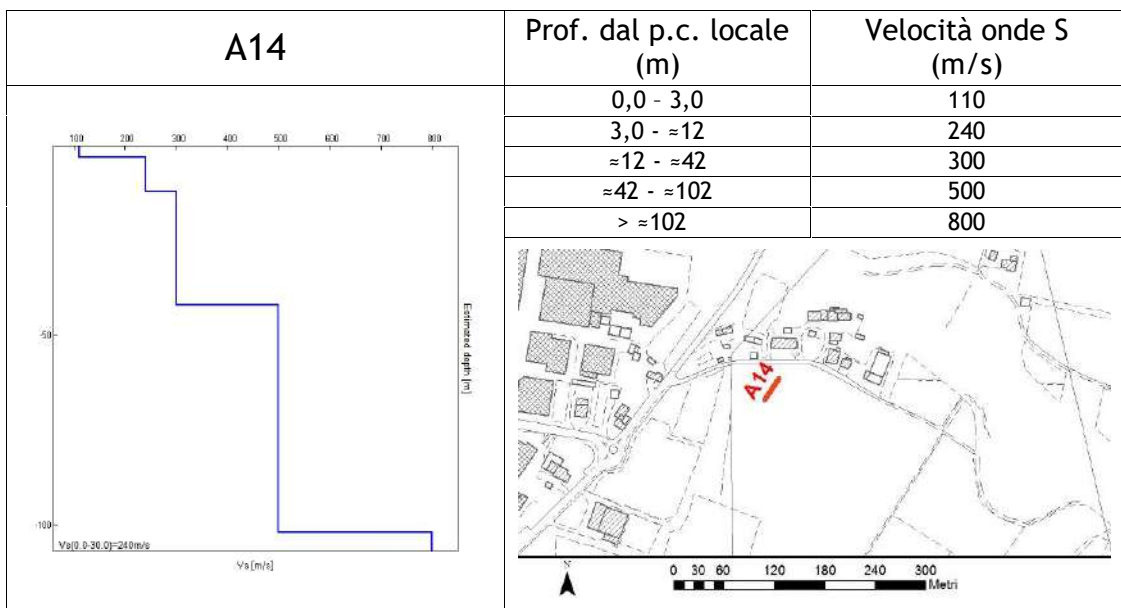 A14
Prof. dal p.c. locale
(m)
Velocità onde S
(m/s)
0,0 – 3,0 110
3,0 - ≈12 240
≈12 - ≈42 300
≈42 - ≈102 500
> ≈102 800
100 200 300 400 500 600 700 800
-50
-100
Estimated depth [m]
Vs(0.0-30.0)=240m/s
Vs [m/s]
A14
N
0 30 60 120 180 240 300
Metri